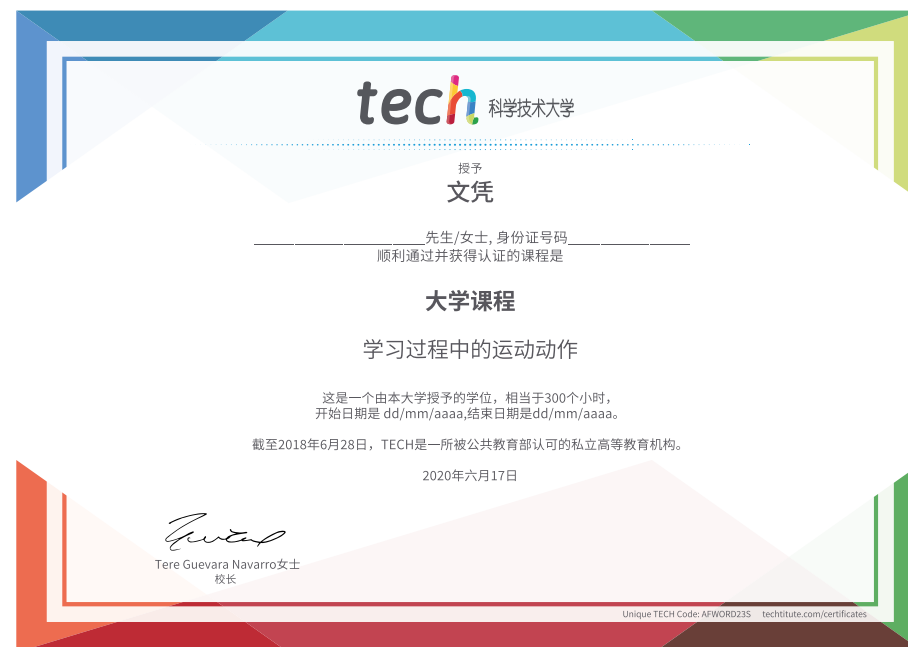 tech 科学技术大学
授予
文凭
先生/女士, 身份证号码
顺利通过并获得认证的课程是
大学课程
学习过程中的运动动作
这是一个由本大学授予的学位，相当于300个小时，
开始日期是 dd/mm/aaaa,结束日期是dd/mm/aaaa。
截至2018年6月28日，TECH是一所被公共教育部认可的私立高等教育机构。
2020年六月17日
Tere Guevara Navarro女士
校长
Unique TECH Code: AFWORD23S techtitute.com/certificates